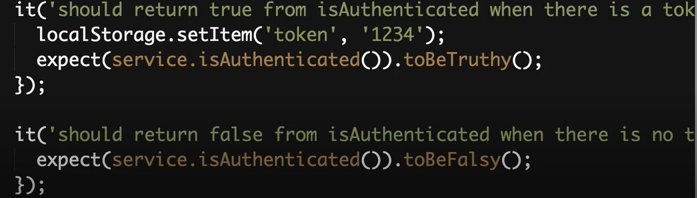 it('should return true from isAuthenticated when there is a tok
localStorage.setItem('token', '1234');
expect(service.isAuthenticated()).toBeTruthy();
});
it('should return false from isAuthenticated when there is no t
expect(service.isAuthenticated()).toBeFalsy();
});